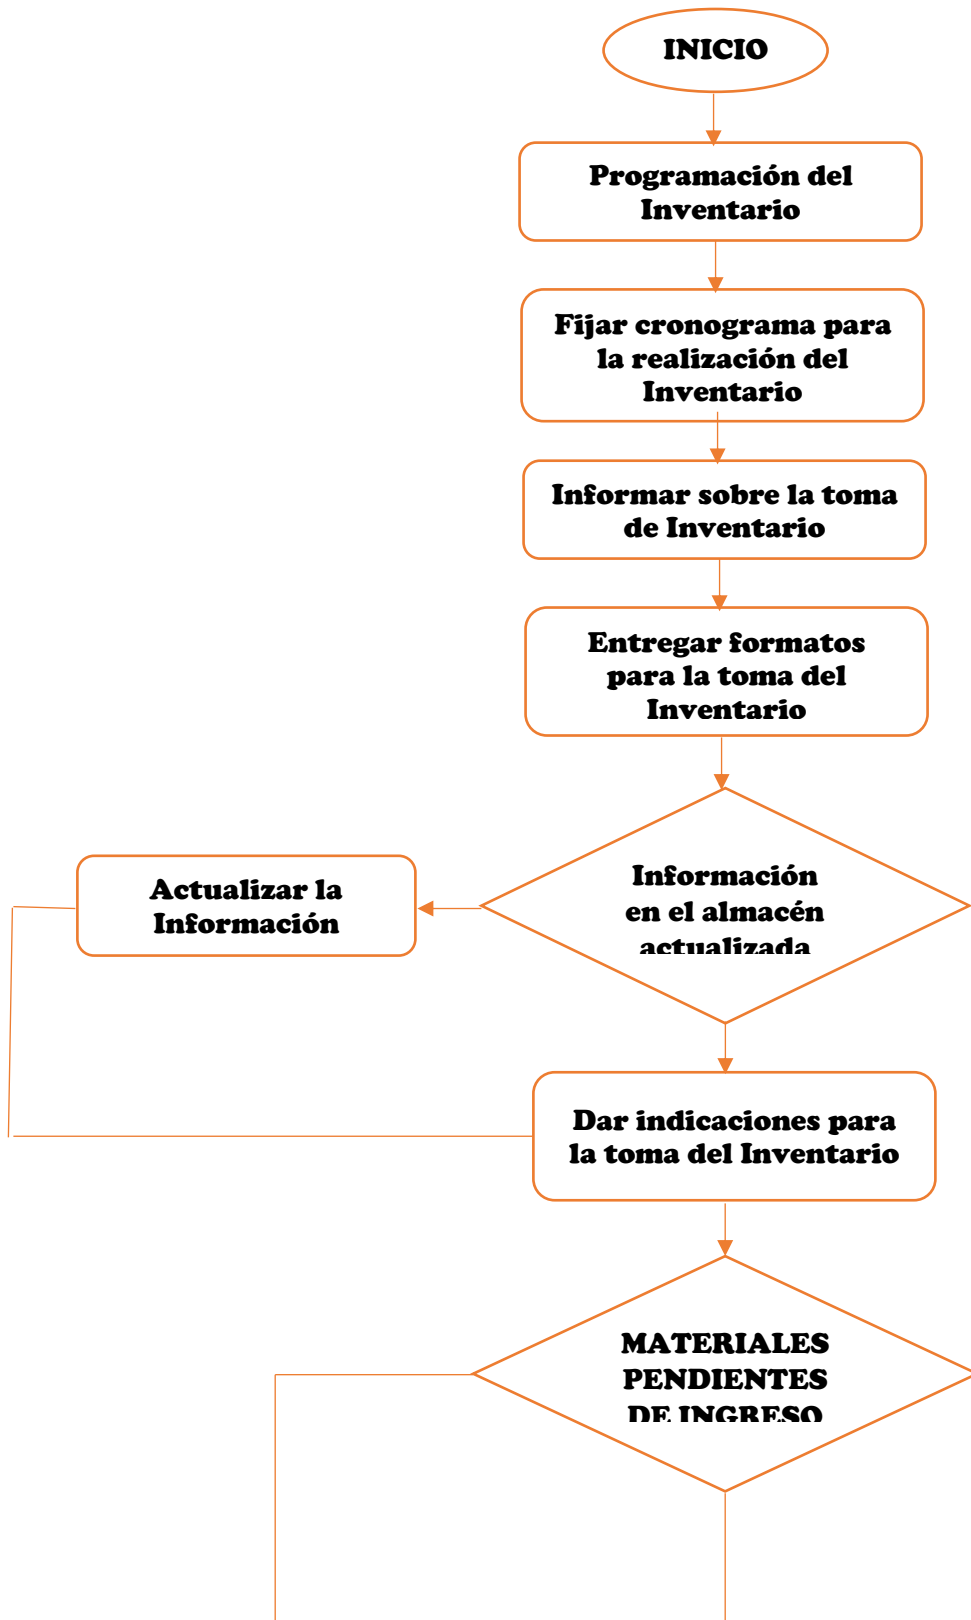 INICIO
Programación del
Inventario
Fijar cronograma para
la realización del
Inventario
Informar sobre la toma
de Inventario
Entregar formatos
para la toma del
Inventario
Información
en el almacén
actualizada
Actualizar la
Información
Dar indicaciones para
la toma del Inventario
MATERIALES
PENDIENTES
DE INGRESO